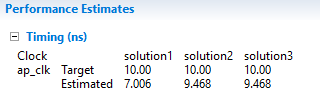 Performance Estimates
Timing (ns)
Clock solution1 solution2 solution3
ap_clk Target 10.00 10.00 10.00
Estimated 7.006 9.468 9.468